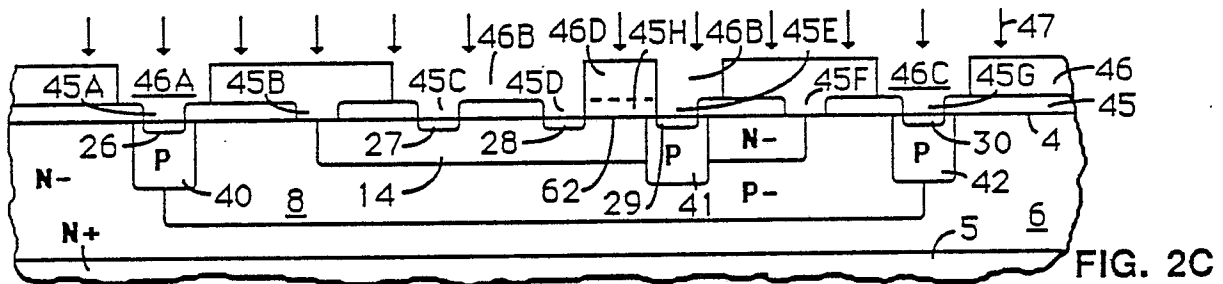 46B 46D 45H 46B 45E 47
45A 46A 45B 45C 45D 45F 46C 45G 46
45
26 27 28 30 4
P P N- P
N- 40 8 14 62 29 41 P- 42
N+ 5 6
FIG. 2C